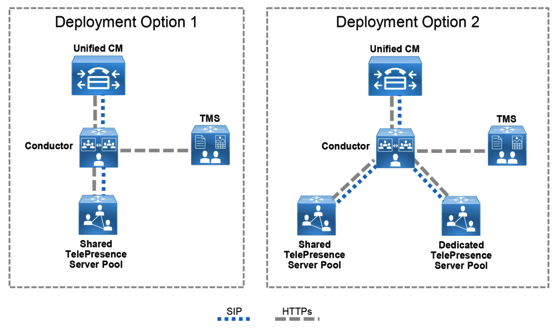 Deployment Option 1
Unified CM
TMS
Conductor
Shared
TelePresence
Server Pool
Deployment Option 2
Unified CM
TMS
Conductor
Shared
TelePresence
Server Pool
Dedicated
TelePresence
Server Pool
SIP
HTTPs